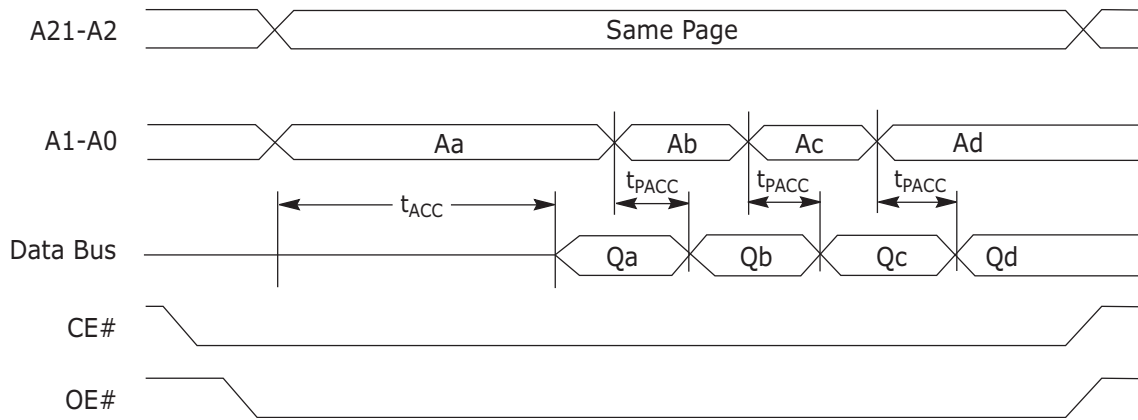 A21-A2
Same Page
A1-A0
Aa
Ab
Ac
Ad
tACC
tPACC
tPACC
tPACC
Data Bus
Qa
Qb
Qc
Qd
CE#
OE#